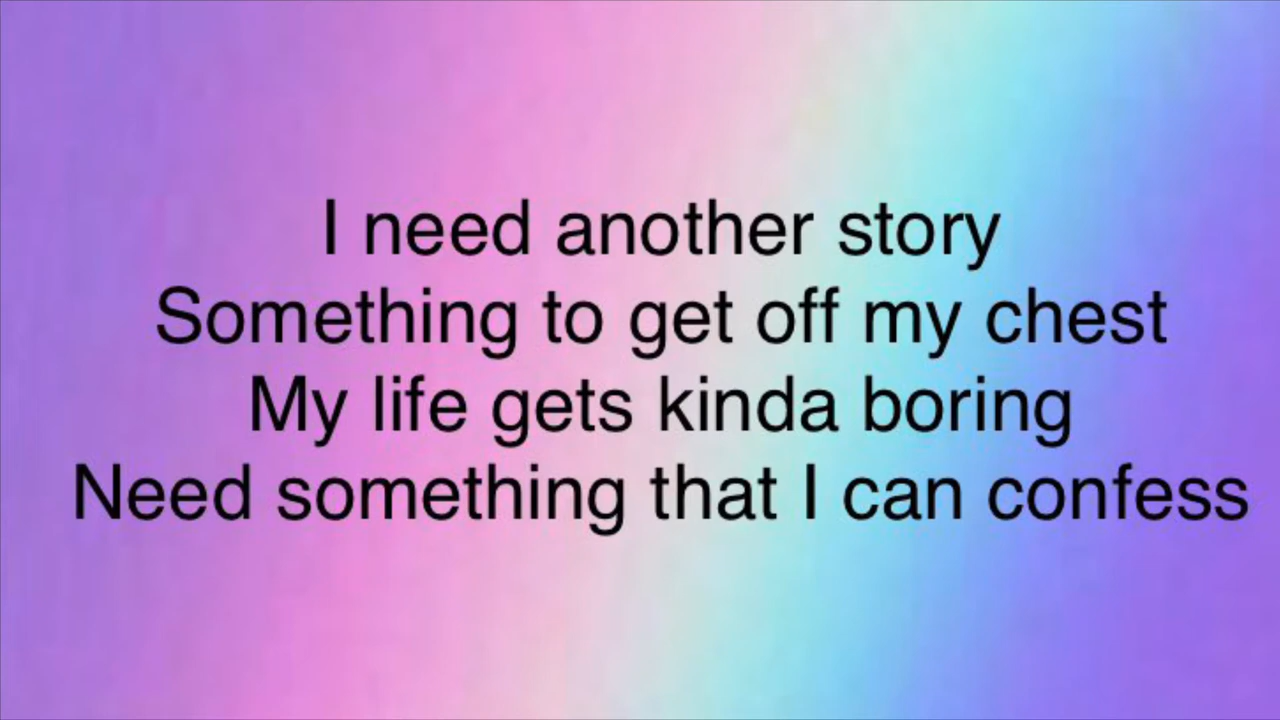 I need another story
Something to get off my chest
My life gets kinda boring
Need something that I can confess